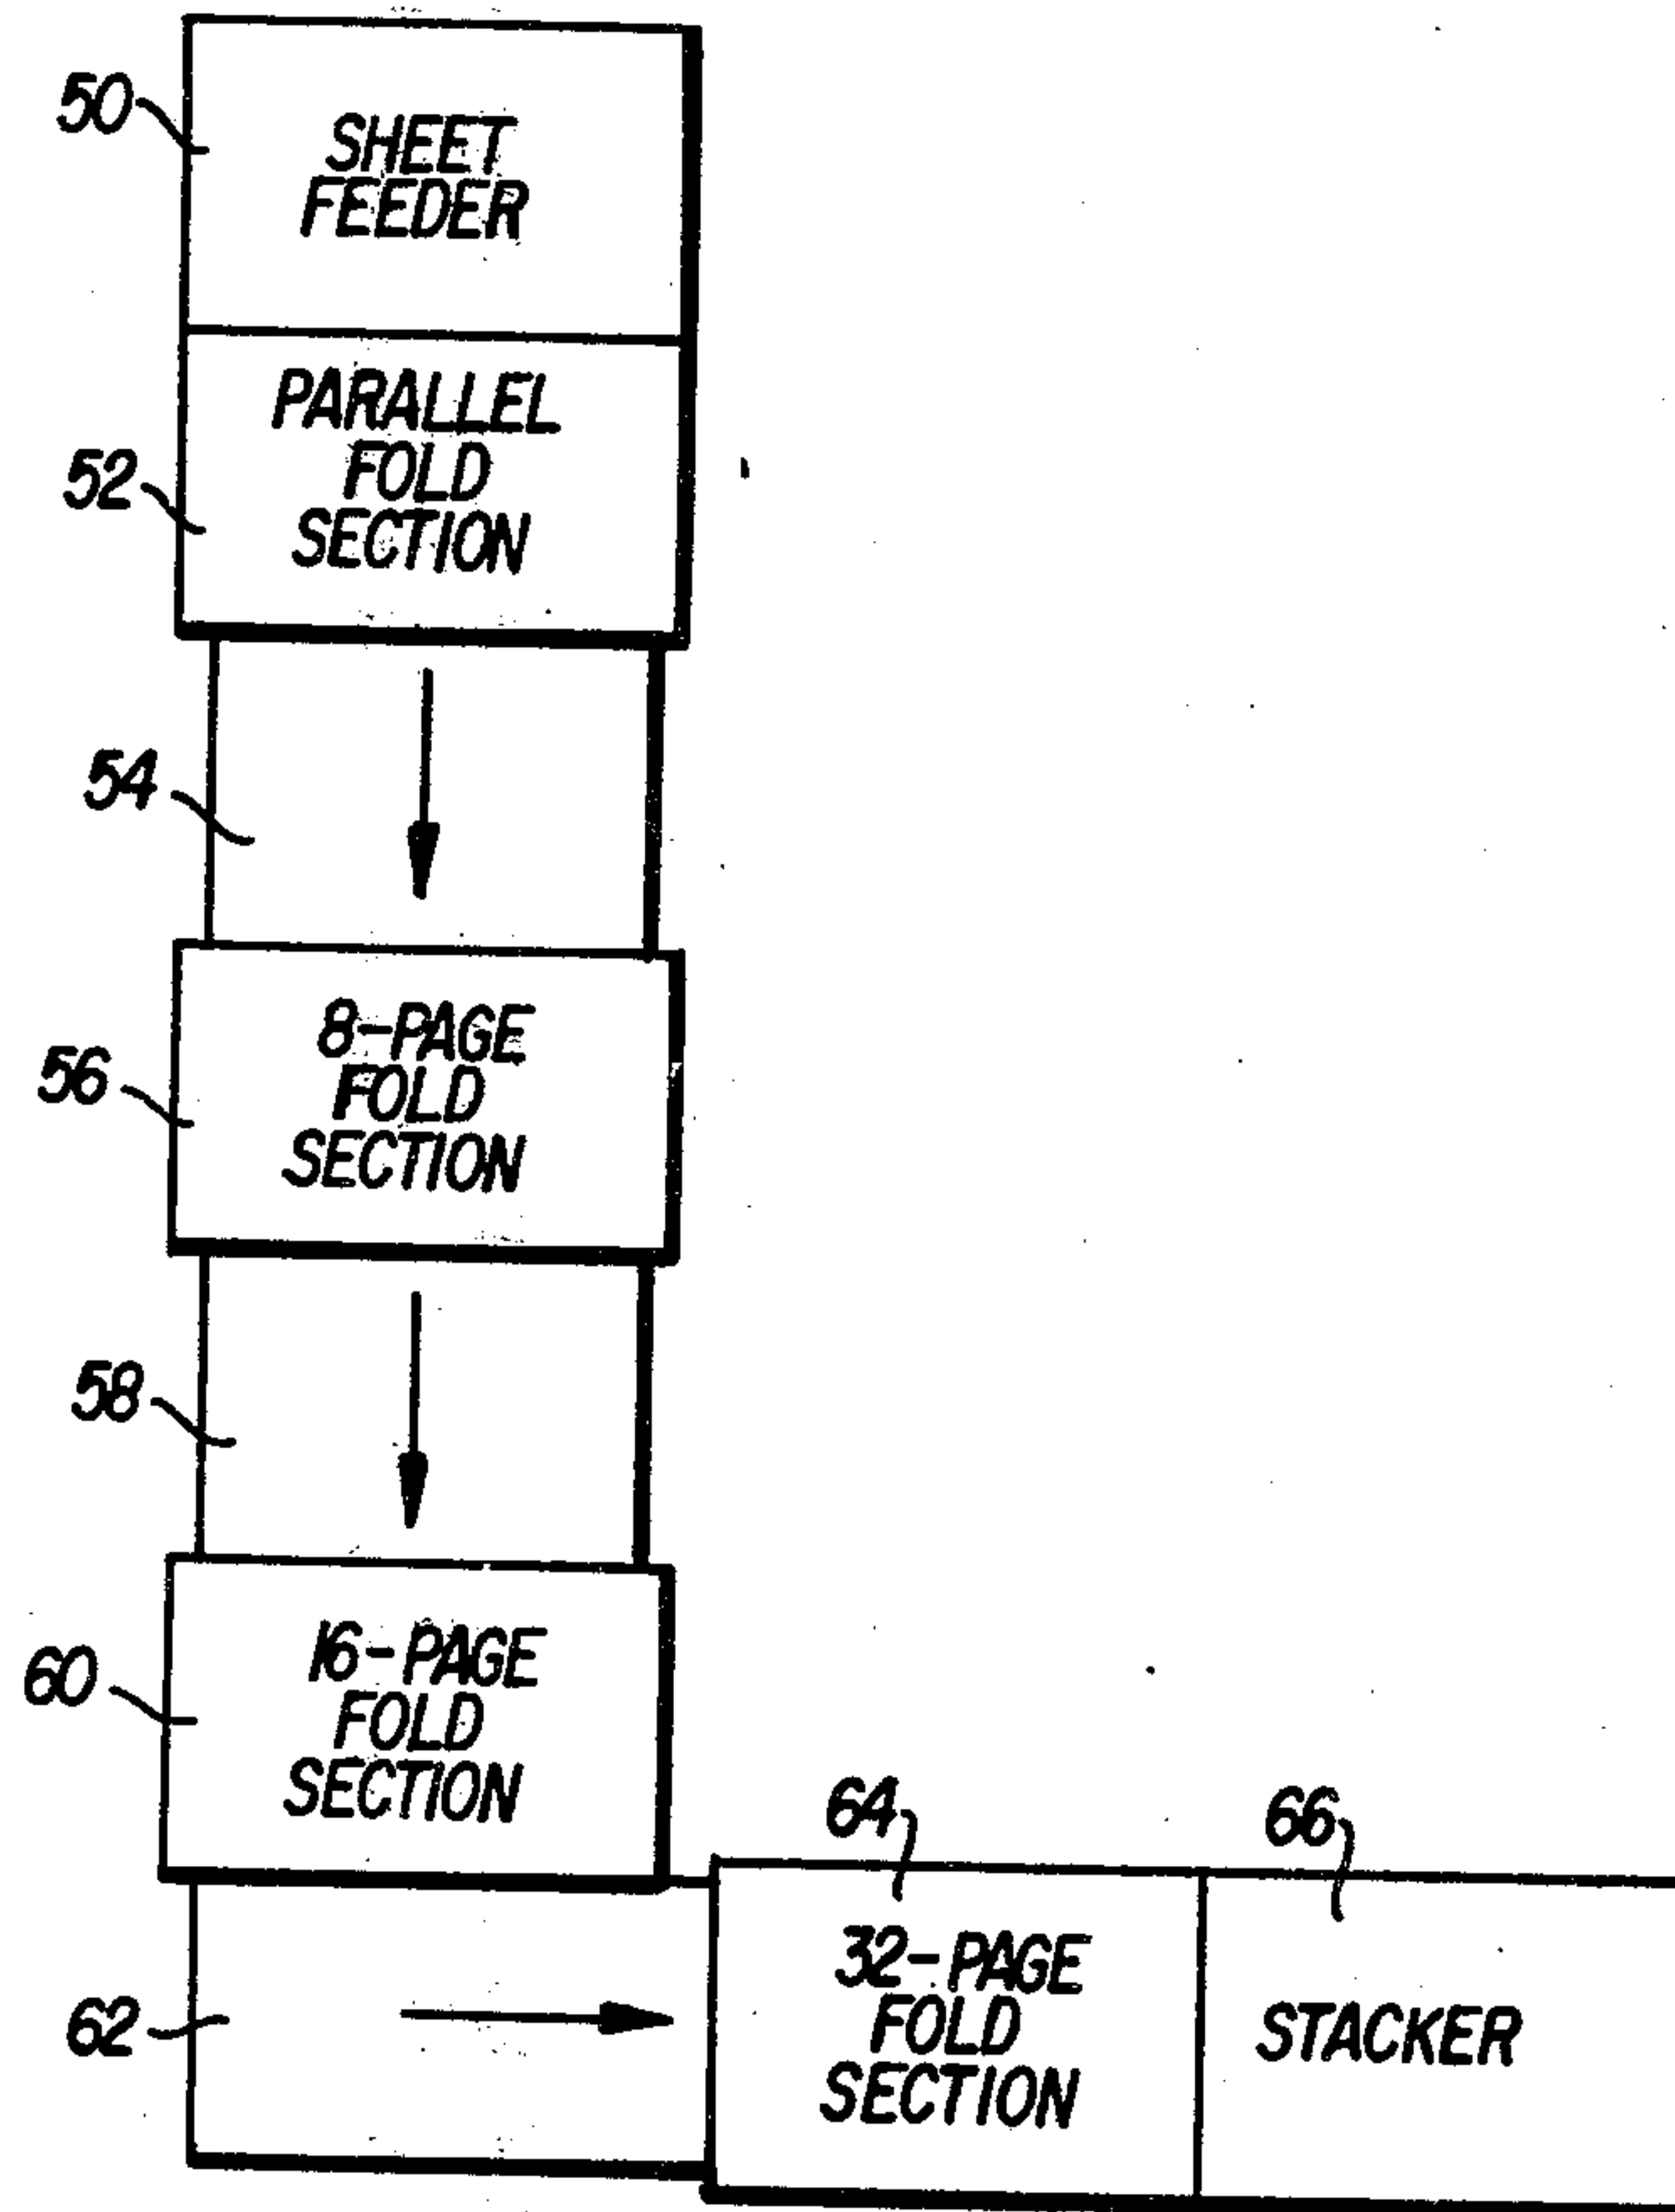 50
SHEET
FEEDER
52
PARALLEL
FOLD
SECTION
54
56
8-PAGE
FOLD
SECTION
58
60
16-PAGE
FOLD
SECTION
62
64
32-PAGE
FOLD
SECTION
66
STACKER